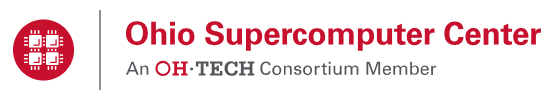 Ohio Supercomputer Center
An OH·TECH Consortium Member